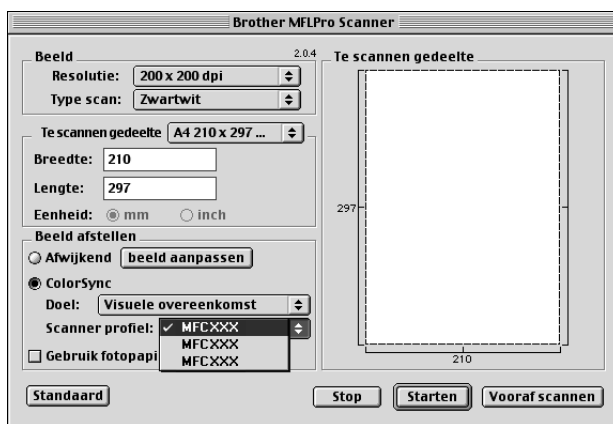 Brother MFLPro Scanner
Beeld
2.0.4
Resolutie: 200 x 200 dpi
Type scan: Zwartwit
Te scannen gedeelte A4 210 x 297 ...
Breedte: 210
Lengte: 297
Eenheid: mm inch
Beeld afstellen
Afwijkend beeld aanpassen
ColorSync
Doel: Visuele overeenkomst
Scanner profiel: ✓ MFCXXX
MFCXXX
MFCXXX
Gebruik fotopapi
Te scannen gedeelte
297
210
Standaard
Stop
Starten
Vooraf scannen